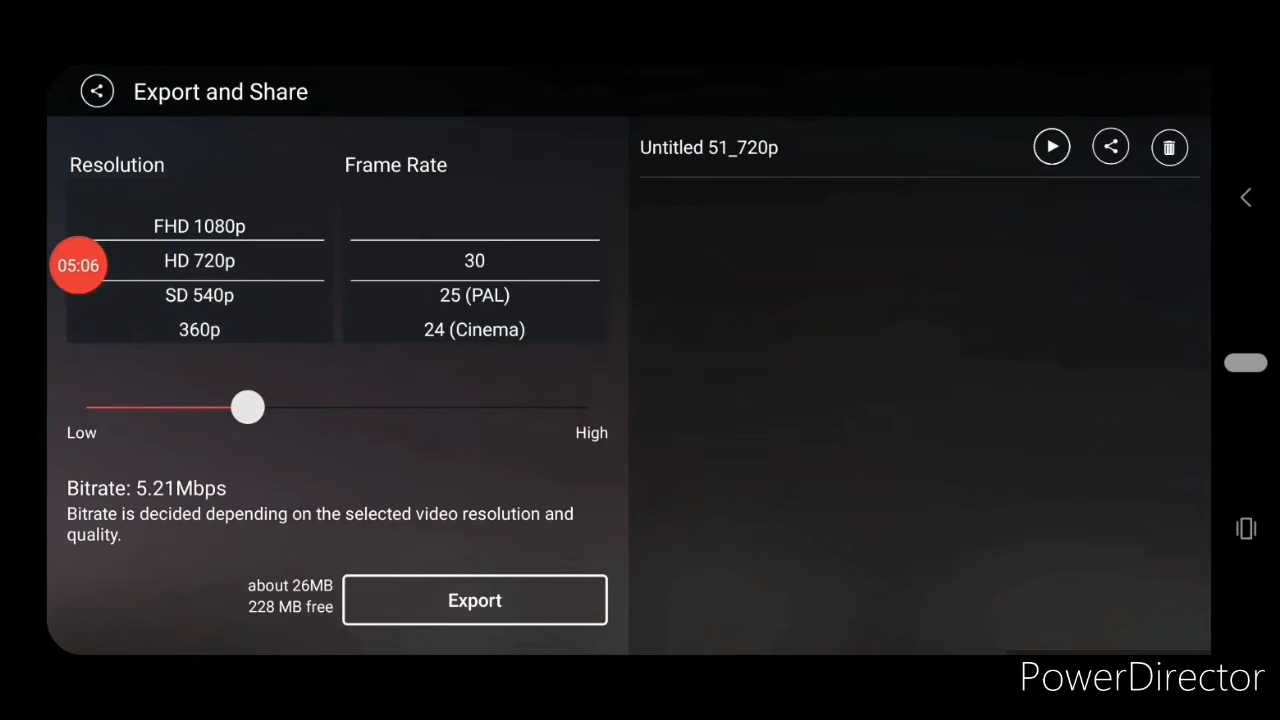 Export and Share
Resolution
Frame Rate
FHD 1080p
HD 720p
SD 540p
360p
30
25 (PAL)
24 (Cinema)
05:06
Low
High
Bitrate: 5.21Mbps
Bitrate is decided depending on the selected video resolution and
quality.
about 26MB
228 MB free
Export
Untitled 51_720p
PowerDirector